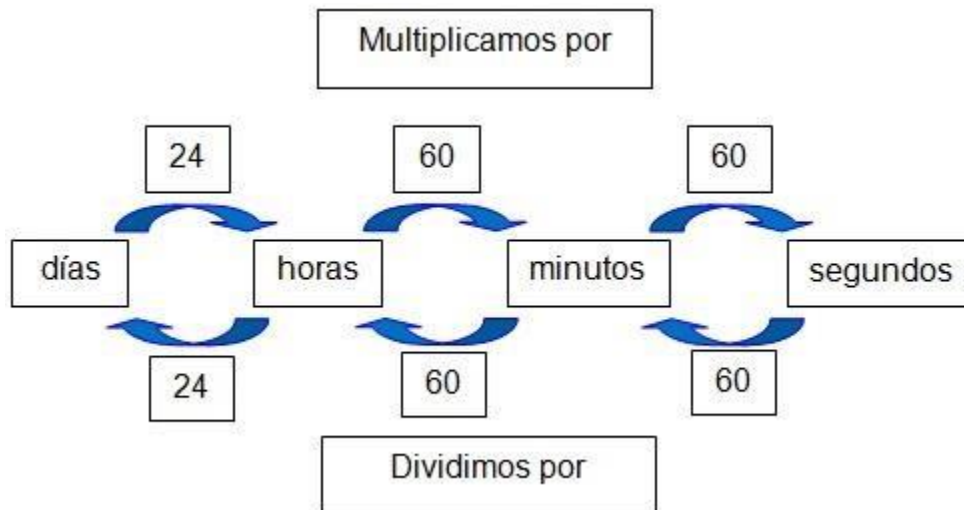 Multiplicamos por
24 60 60
días horas minutos segundos
24 60 60
Dividimos por